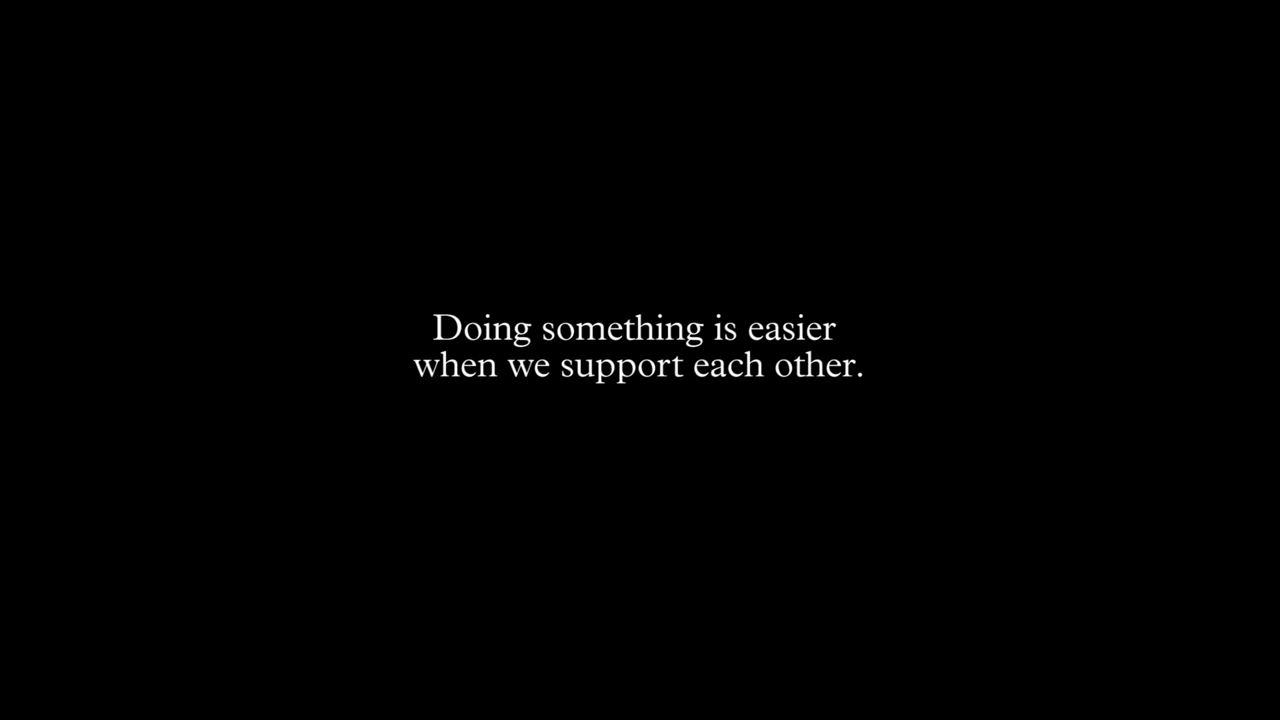 Doing something is easier
when we support each other.